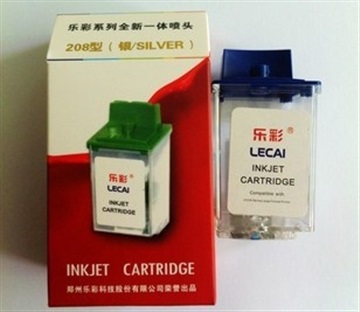 乐彩系列全新一体喷头
208型（银/SILVER）
乐彩®
LECAI
INKJET
CARTRIDGE
INKJET CARTRIDGE
郑州乐彩科技股份有限公司荣誉出品
乐彩®
LECAI
INKJET
CARTRIDGE
Compatible with